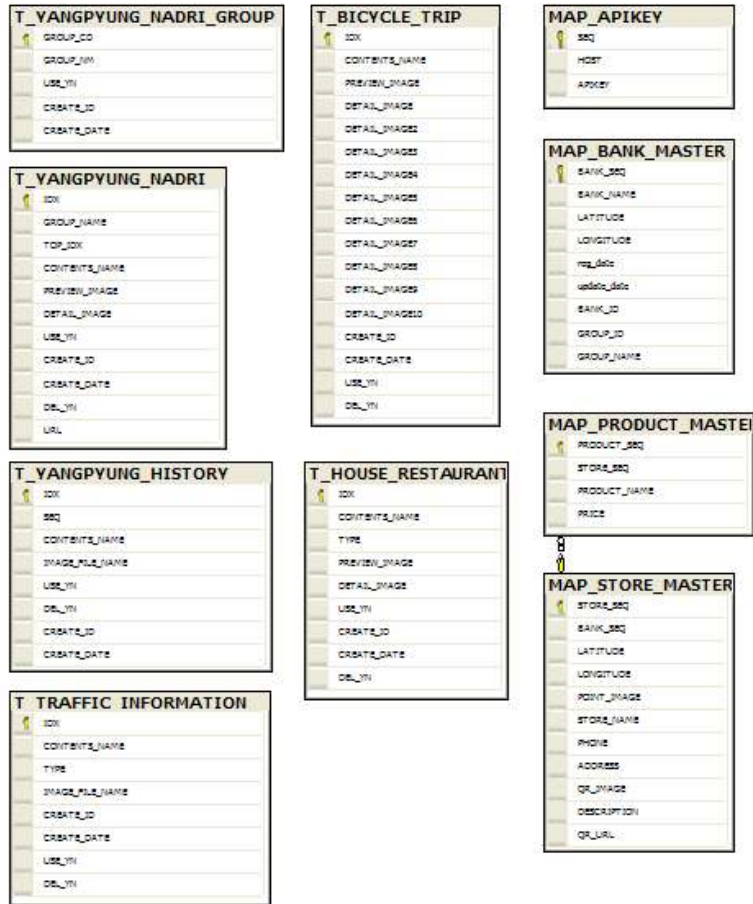 T_YANGPYUNG_NADRI_GROUP
GROUP_CD
GROUP_NM
USE_YN
CREATE_ID
CREATE_DATE
T_YANGPYUNG_NADRI
IDX
GROUP_NAME
TOP_IDX
CONTENTS_NAME
PREVIEW_IMAGE
DETAIL_IMAGE
USE_YN
CREATE_ID
CREATE_DATE
DEL_YN
URL
T_YANGPYUNG_HISTORY
IDX
SEQ
CONTENTS_NAME
IMAGE_FILE_NAME
USE_YN
DEL_YN
CREATE_ID
CREATE_DATE
T_TRAFFIC_INFORMATION
IDX
CONTENTS_NAME
TYPE
IMAGE_FILE_NAME
CREATE_ID
CREATE_DATE
USE_YN
DEL_YN
T_BICYCLE_TRIP
IDX
CONTENTS_NAME
PREVIEW_IMAGE
DETAIL_IMAGE
DETAIL_IMAGE2
DETAIL_IMAGE3
DETAIL_IMAGE4
DETAIL_IMAGE5
DETAIL_IMAGE6
DETAIL_IMAGE7
DETAIL_IMAGE8
DETAIL_IMAGE9
DETAIL_IMAGE10
CREATE_ID
CREATE_DATE
USE_YN
DEL_YN
T_HOUSE_RESTAURANT
IDX
CONTENTS_NAME
TYPE
PREVIEW_IMAGE
DETAIL_IMAGE
USE_YN
CREATE_ID
CREATE_DATE
DEL_YN
MAP_APIKEY
SEQ
HOST
APIKEY
MAP_BANK_MASTER
BANK_SEQ
BANK_NAME
LATITUDE
LONGITUDE
reg_date
update_date
BANK_ID
GROUP_ID
GROUP_NAME
MAP_PRODUCT_MASTE
PRODUCT_SEQ
STORE_SEQ
PRODUCT_NAME
PRICE
MAP_STORE_MASTER
STORE_SEQ
BANK_SEQ
LATITUDE
LONGITUDE
POINT_IMAGE
STORE_NAME
PHONE
ADDRESS
QR_IMAGE
DESCRIPTION
QR_URL